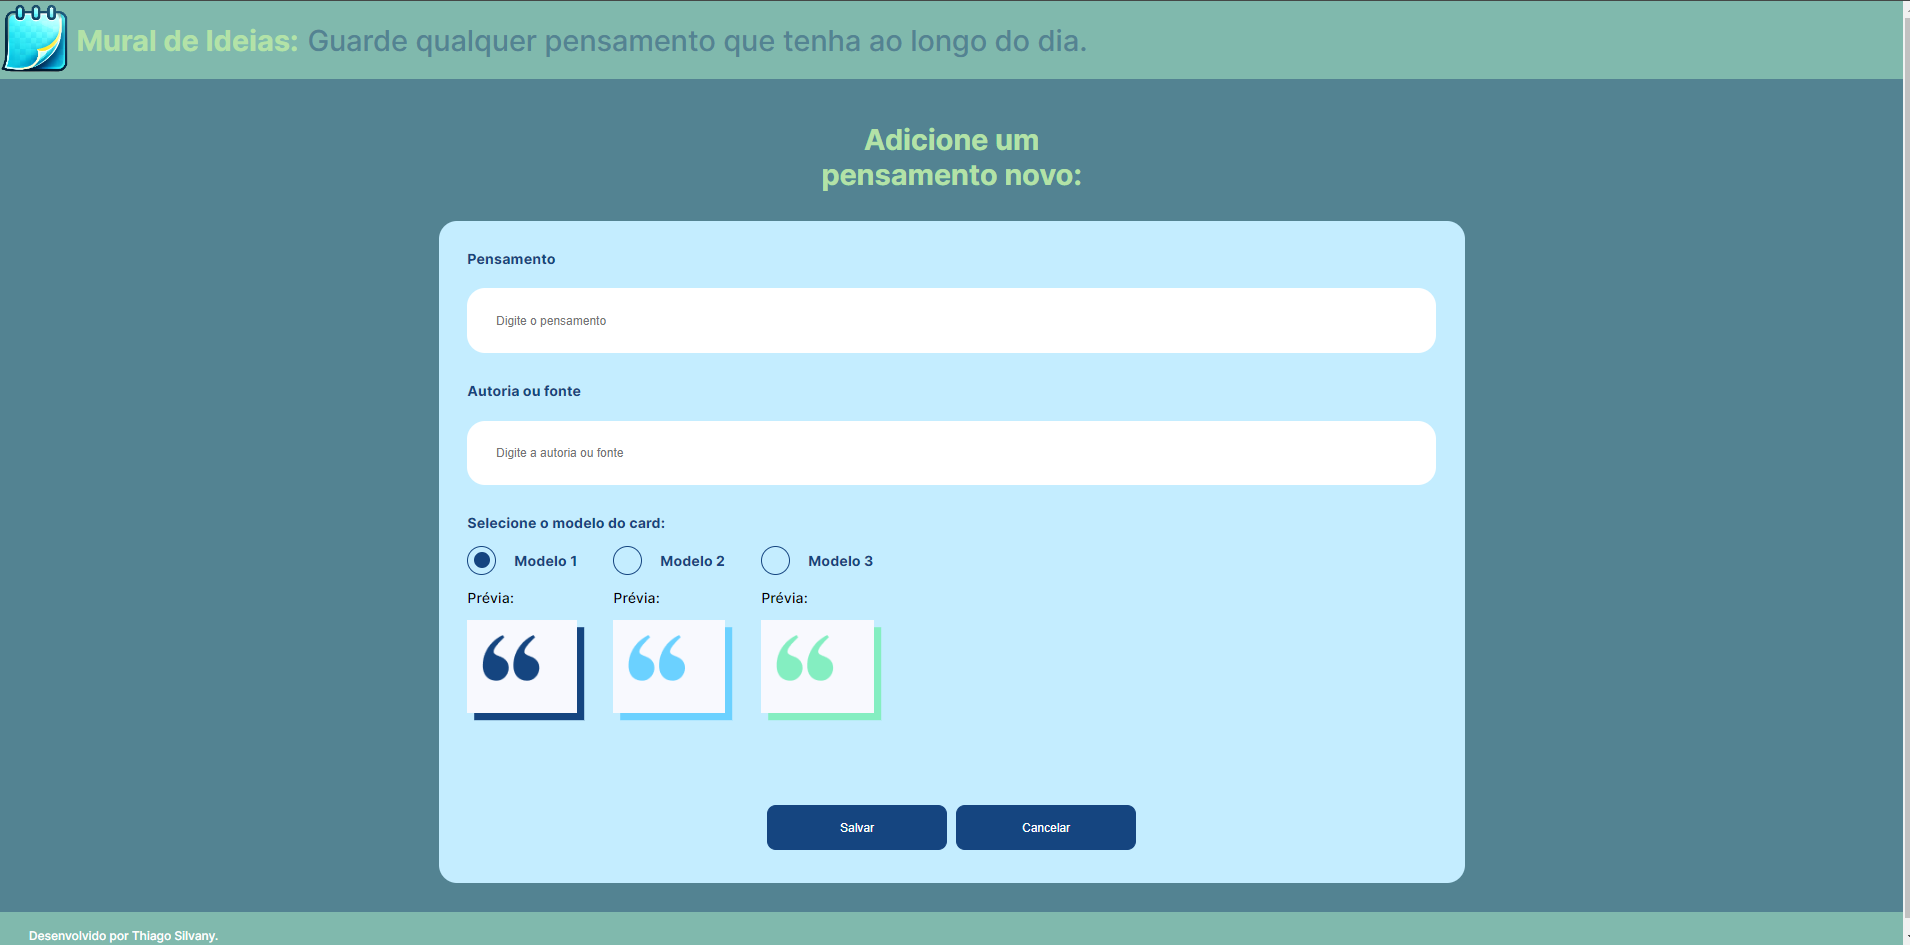 Mural de Ideias: Guarde qualquer pensamento que tenha ao longo do dia.
Adicione um
pensamento novo:
Pensamento
Digite o pensamento
Autoria ou fonte
Digite a autoria ou fonte
Selecione o modelo do card:
Modelo 1 Modelo 2 Modelo 3
Prévia: Prévia: Prévia:
Salvar Cancelar
Desenvolvido por Thiago Silvany.